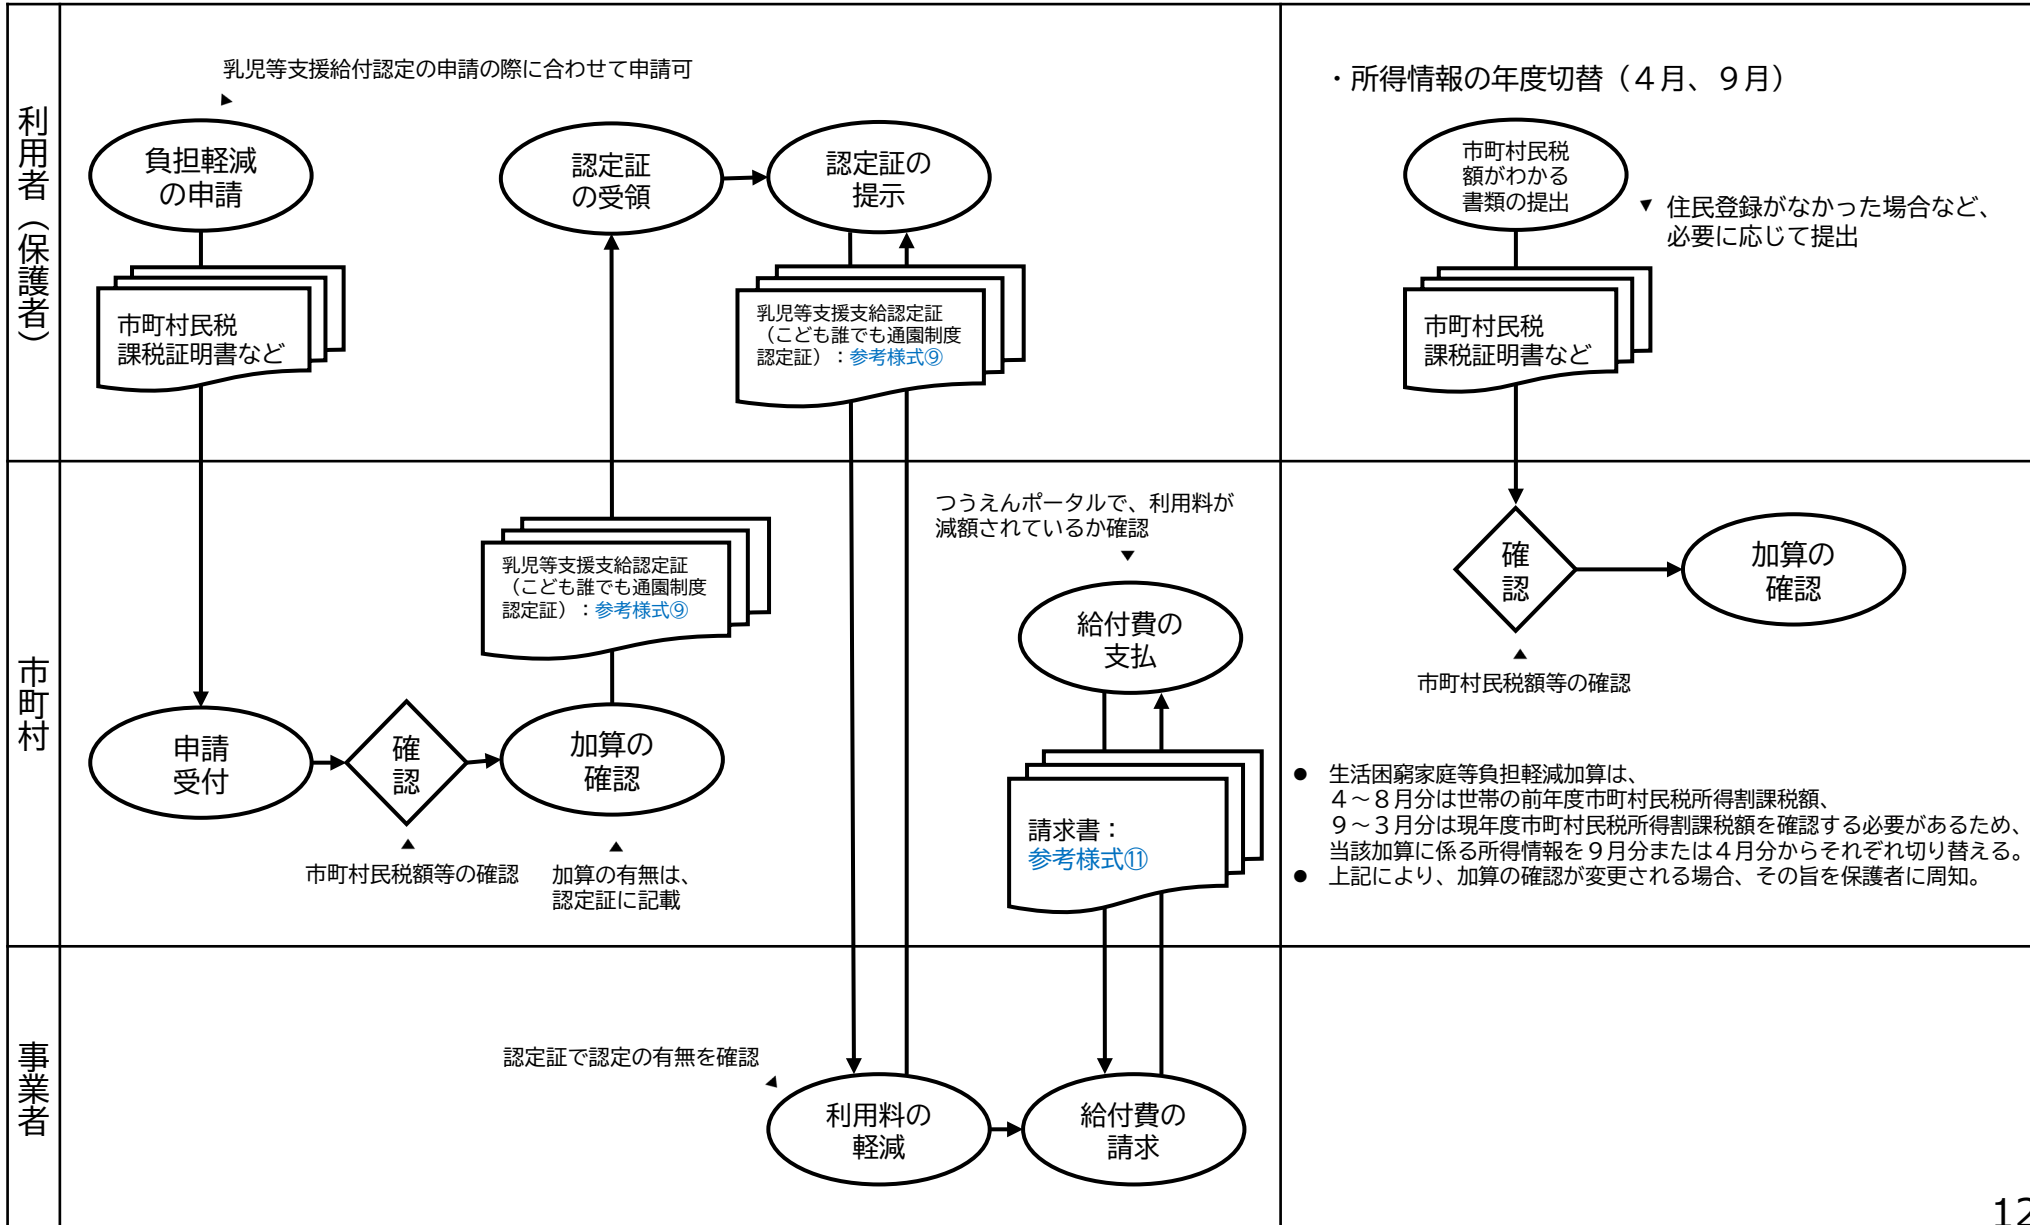 利用者（保護者）
乳児等支援給付認定の申請の際に合わせて申請可
負担軽減
の申請
市町村民税
課税証明書など
認定証
の受領
認定証の
提示
乳児等支援支給認定証
（こども誰でも通園制度
認定証）：参考様式⑨
・所得情報の年度切替（４月、９月）
市町村民税
額がわかる
書類の提出
住民登録がなかった場合など、
必要に応じて提出
市町村民税
課税証明書など
市町村
申請
受付
確
認
市町村民税額等の確認
加算の
確認
加算の有無は、
認定証に記載
乳児等支援支給認定証
（こども誰でも通園制度
認定証）：参考様式⑨
つうえんポータルで、利用料が
減額されているか確認
給付費の
支払
請求書：
参考様式⑪
確
認
加算の
確認
市町村民税額等の確認
● 生活困窮家庭等負担軽減加算は、
４～８月分は世帯の前年度市町村民税所得割課税額、
９～３月分は現年度市町村民税所得割課税額を確認する必要があるため、
当該加算に係る所得情報を９月分または４月分からそれぞれ切り替える。
● 上記により、加算の確認が変更される場合、その旨を保護者に周知。
事業者
認定証で認定の有無を確認
利用料の
軽減
給付費の
請求
12